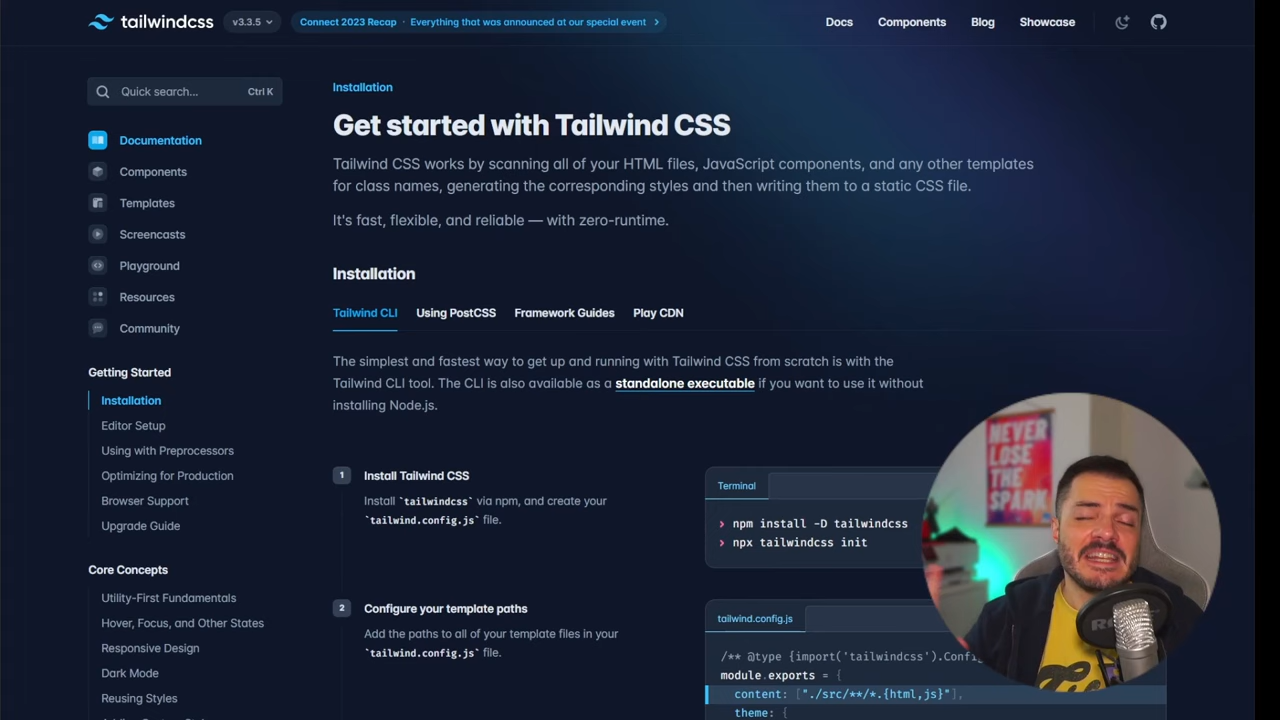 tailwindcss
v3.3.5
Connect 2023 Recap · Everything that was announced at our special event
Docs
Components
Blog
Showcase
Quick search...
Ctrl K
Documentation
Components
Templates
Screencasts
Playground
Resources
Community
Getting Started
Installation
Editor Setup
Using with Preprocessors
Optimizing for Production
Browser Support
Upgrade Guide
Core Concepts
Utility-First Fundamentals
Hover, Focus, and Other States
Responsive Design
Dark Mode
Reusing Styles
Installation
Get started with Tailwind CSS
Tailwind CSS works by scanning all of your HTML files, JavaScript components, and any other templates
for class names, generating the corresponding styles and then writing them to a static CSS file.
It's fast, flexible, and reliable — with zero-runtime.
Installation
Tailwind CLI
Using PostCSS
Framework Guides
Play CDN
The simplest and fastest way to get up and running with Tailwind CSS from scratch is with the
Tailwind CLI tool. The CLI is also available as a standalone executable if you want to use it without
installing Node.js.
1
Install Tailwind CSS
Install `tailwindcss` via npm, and create your
`tailwind.config.js` file.
Terminal
> npm install -D tailwindcss
> npx tailwindcss init
2
Configure your template paths
Add the paths to all of your template files in your
`tailwind.config.js` file.
tailwind.config.js
/** @type {import('tailwindcss').Config
module.exports = {
content: ["./src/**/*.{html,js}"],
theme: {
NEVER
LOSE
THE
SPARK